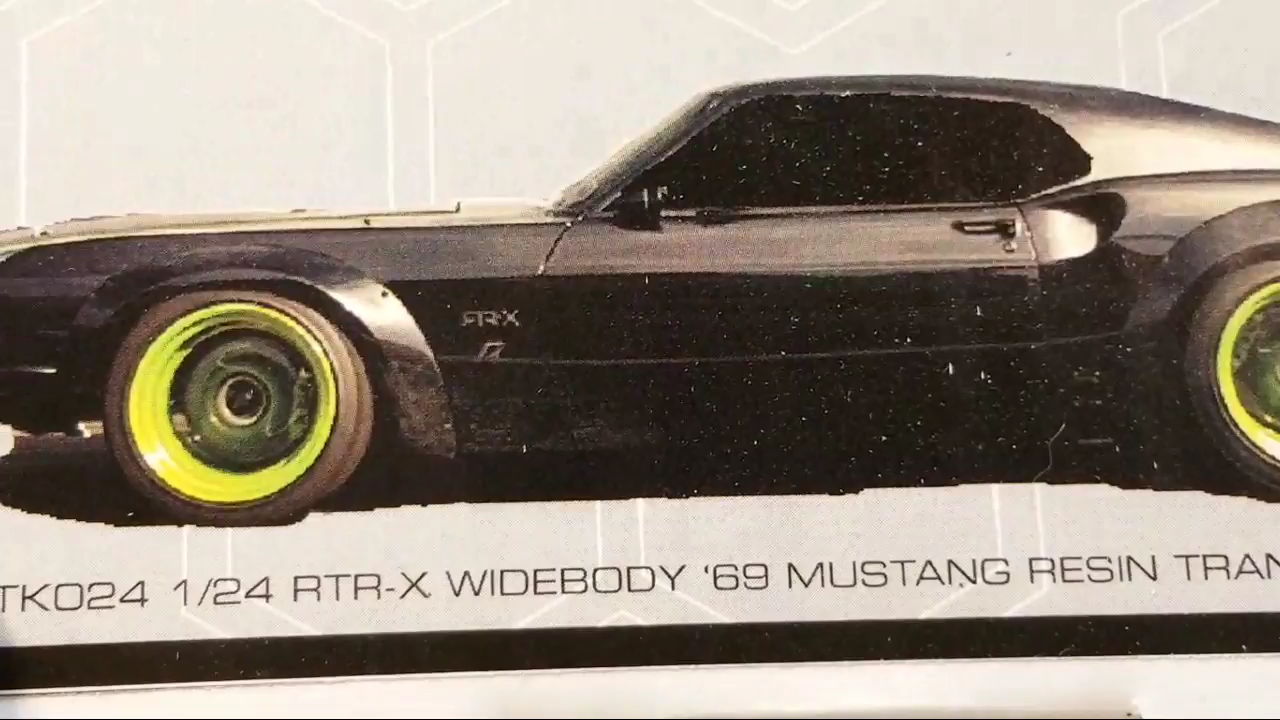 RTR-X
TK024 1/24 RTR-X WIDEBODY '69 MUSTANG RESIN TRAN